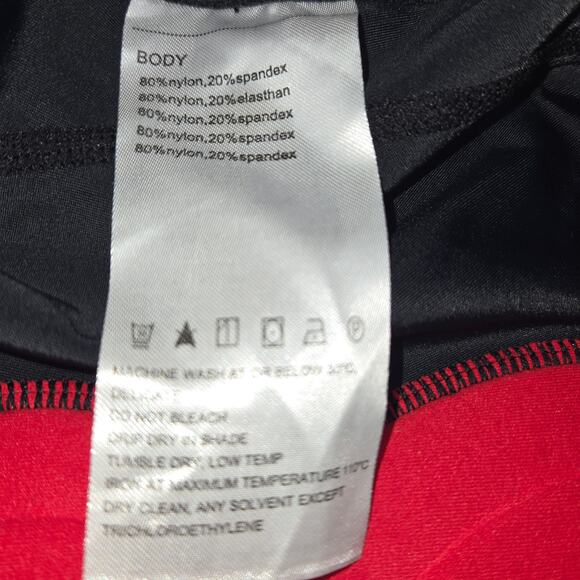 BODY
80%nylon,20%spandex
80%nylon,20%elasthan
80%nylon,20%spandex
80%nylon,20%spandex
80%nylon,20%spandex
MACHINE WASH AT OR BELOW 30°C,
DELICATE
DO NOT BLEACH
DRIP DRY IN SHADE
TUMBLE DRY, LOW TEMP
IRON AT MAXIMUM TEMPERATURE 110°C
DRY CLEAN, ANY SOLVENT EXCEPT
TRICHLOROETHYLENE